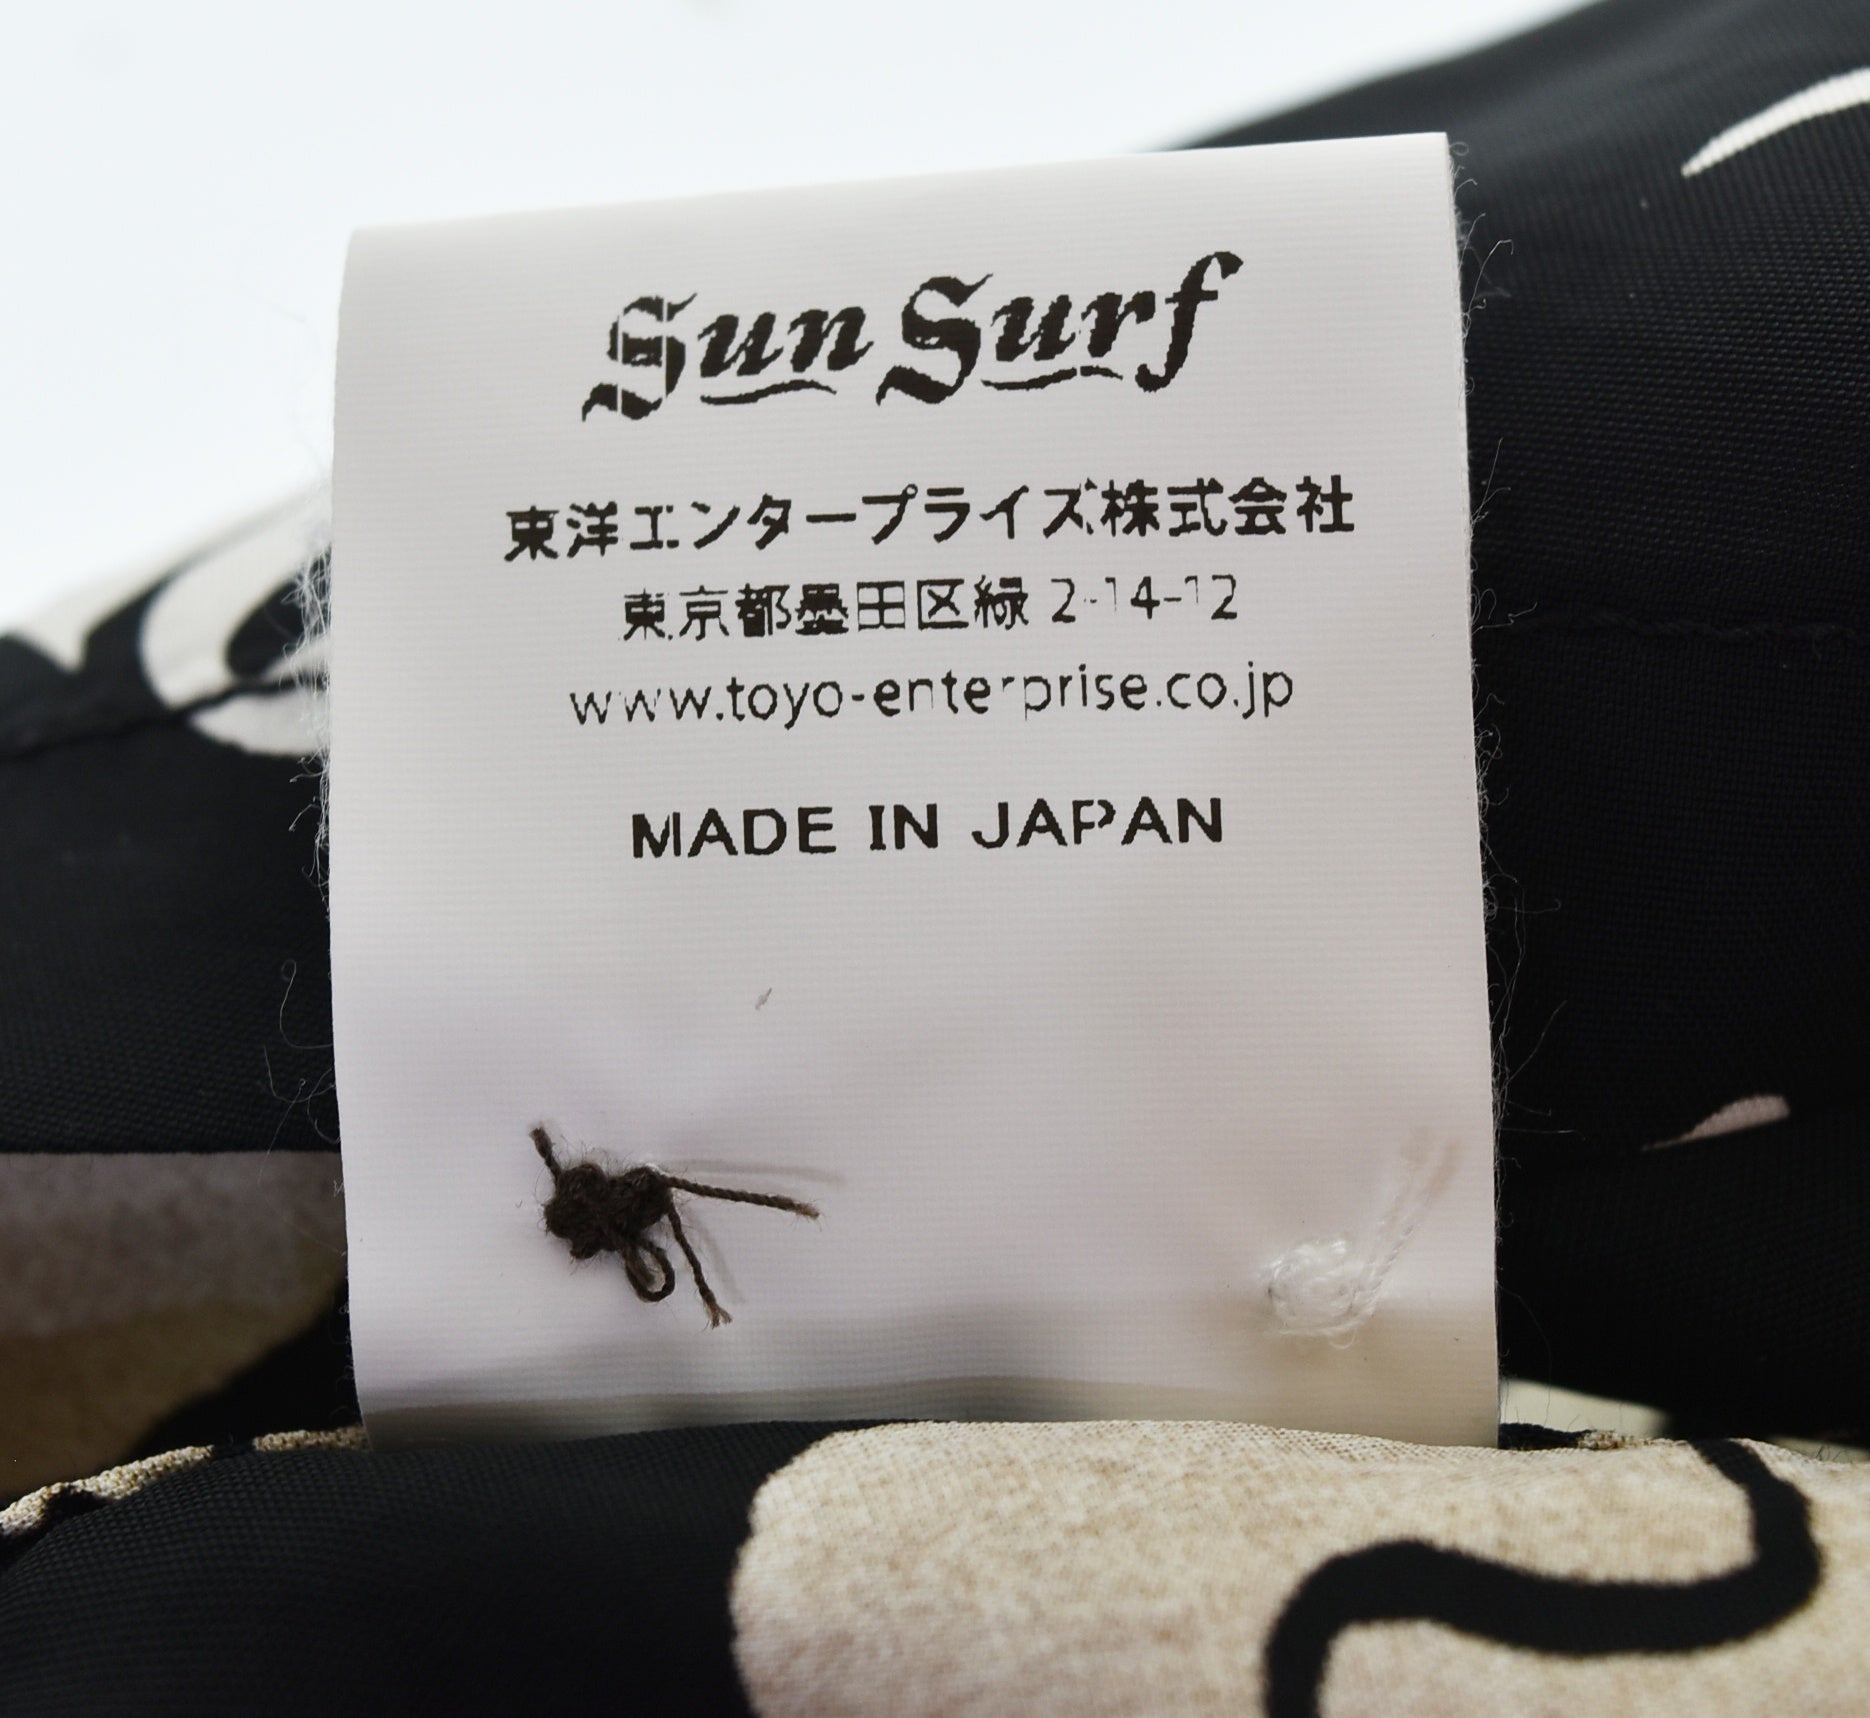 Sun Surf
東洋エンタープライズ株式会社
東京都墨田区緑 2-14-12
www.toyo-enterprise.co.jp
MADE IN JAPAN